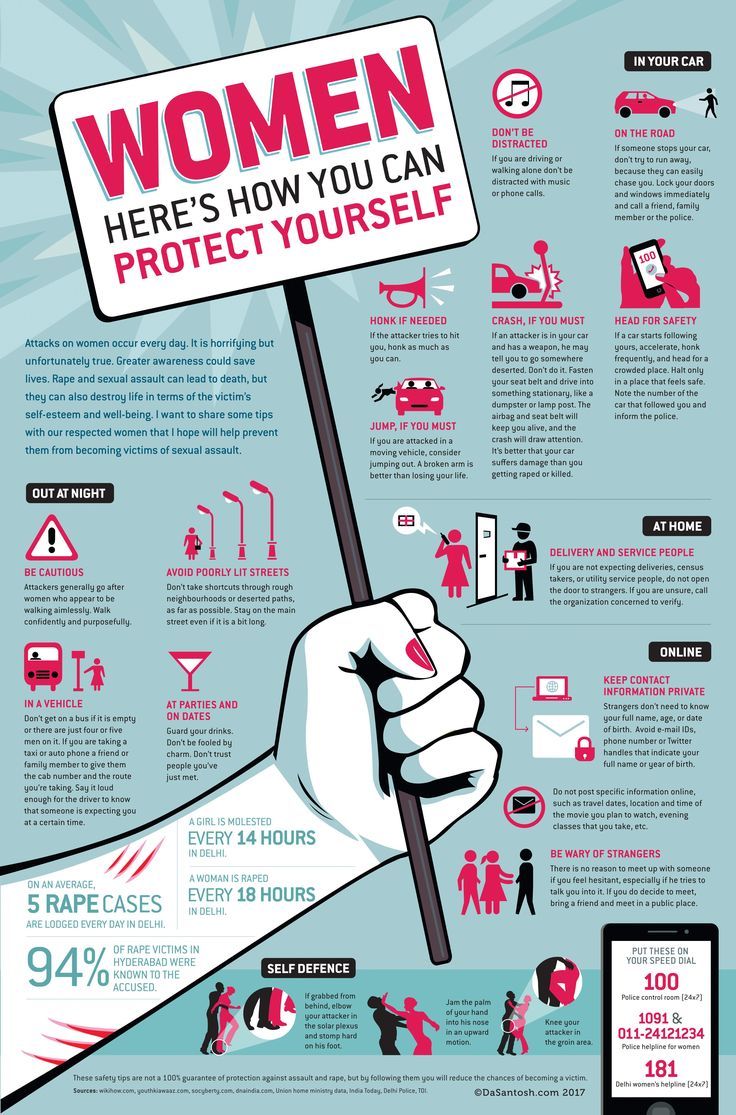 WOMEN
HERE'S HOW YOU CAN
PROTECT YOURSELF
Attacks on women occur every day. It is horrifying but
unfortunately true. Greater awareness could save
lives. Rape and sexual assault can lead to death, but
they can also destroy life in terms of the victim's
self-esteem and well-being. I want to share some tips
with our respected women that I hope will help prevent
them from becoming victims of sexual assault.
IN YOUR CAR
DON'T BE
DISTRACTED
If you are driving or
walking alone don't be
distracted with music
or phone calls.
ON THE ROAD
If someone stops your car,
don't try to run away,
because they can easily
chase you. Lock your doors
and windows immediately
and call a friend, family
member or the police.
HONK IF NEEDED
If the attacker tries to hit
you, honk as much as
you can.
CRASH, IF YOU MUST
If an attacker is in your car
and has a weapon, he may
tell you to go somewhere
deserted. Don't do it. Fasten
your seat belt and drive into
something stationary, like a
dumpster or lamp post. The
airbag and seat belt will
keep you alive, and the
crash will draw attention.
It's better that your car
suffers damage than you
getting raped or killed.
100
HEAD FOR SAFETY
If a car starts following
yours, accelerate, honk
frequently, and head for a
crowded place. Halt only
in a place that feels safe.
Note the number of the
car that followed you and
inform the police.
JUMP, IF YOU MUST
If you are attacked in a
moving vehicle, consider
jumping out. A broken arm is
better than losing your life.
OUT AT NIGHT
BE CAUTIOUS
Attackers generally go after
women who appear to be
walking aimlessly. Walk
confidently and purposefully.
AVOID POORLY LIT STREETS
Don't take shortcuts through rough
neighbourhoods or deserted paths,
as far as possible. Stay on the main
street even if it is a bit long.
IN A VEHICLE
Don't get on a bus if it is empty
or there are just four or five
men on it. If you are taking a
taxi or auto phone a friend or
family member to give them
the cab number and the route
you're taking. Say it loud
enough for the driver to know
that someone is expecting you
at a certain time.
AT PARTIES AND
ON DATES
Guard your drinks.
Don't be fooled by
charm. Don't trust
people you've
just met.
AT HOME
DELIVERY AND SERVICE PEOPLE
If you are not expecting deliveries, census
takers, or utility service people, do not open
the door to strangers. If you are unsure, call
the organization concerned to verify.
ONLINE
KEEP CONTACT
INFORMATION PRIVATE
Strangers don't need to know
your full name, age, or date
of birth. Avoid e-mail IDs,
phone number or Twitter
handles that indicate your
full name or year of birth.
Do not post specific information online,
such as travel dates, location and time of
the movie you plan to watch, evening
classes that you take, etc.
BE WARY OF STRANGERS
There is no reason to meet up with someone
if you feel hesitant, especially if he tries to
talk you into it. If you do decide to meet,
bring a friend and meet in a public place.
A GIRL IS MOLESTED
EVERY 14 HOURS
IN DELHI.
A WOMAN IS RAPED
EVERY 18 HOURS
IN DELHI.
ON AN AVERAGE,
5 RAPE CASES
ARE LODGED EVERY DAY IN DELHI.
94%
OF RAPE VICTIMS IN
HYDERABAD WERE
KNOWN TO THE
ACCUSED.
SELF DEFENCE
If grabbed from
behind, elbow
your attacker in
the solar plexus
and stomp hard
on his foot.
Jam the palm
of your hand
into his nose
in an upward
motion.
Knee your
attacker in
the groin area.
PUT THESE ON
YOUR SPEED DIAL
100
Police control room [24x7]
1091 &
011-24121234
Police helpline for women
181
Delhi women's helpline [24x7]
These safety tips are not a 100% guarantee of protection against assault and rape, but by following them you will reduce the chances of becoming a victim.
Sources: wikihow.com, youthkiawaaz.com, socyberty.com, dnaindia.com, Union home ministry data, India Today, Delhi Police, TOI.
©DaSantosh.com 2017